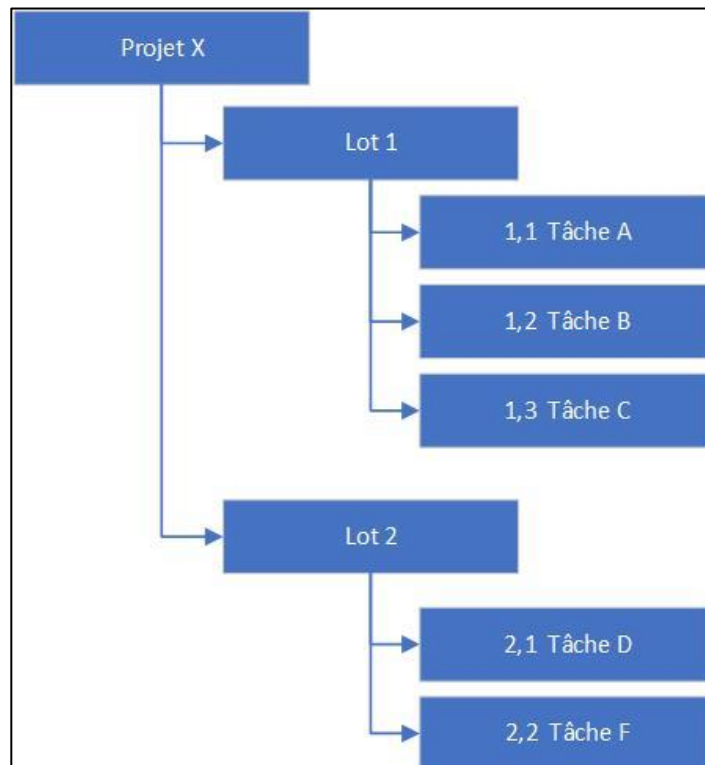 Projet X
Lot 1
1,1 Tâche A
1,2 Tâche B
1,3 Tâche C
Lot 2
2,1 Tâche D
2,2 Tâche F